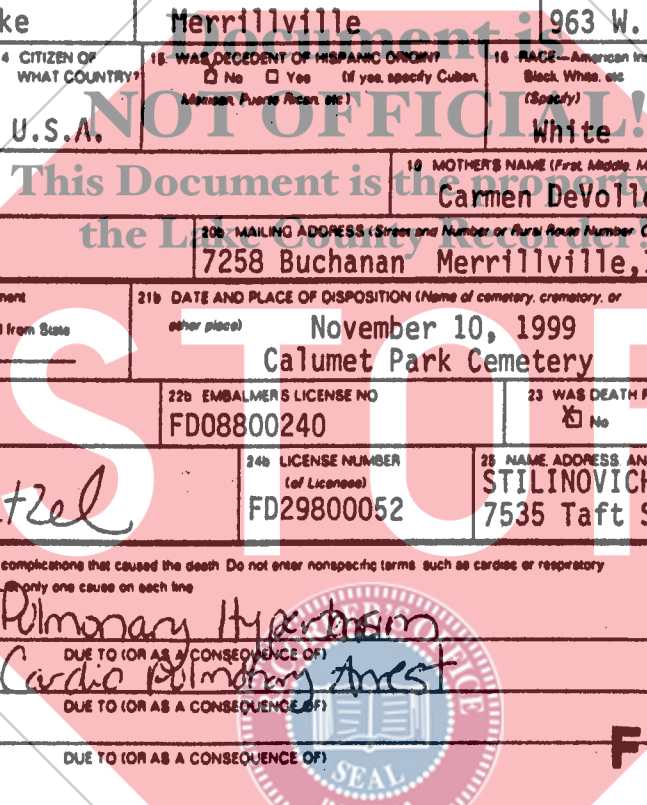 ke Merrillville 963 W.
Document is
4 CITIZEN OF WHAT COUNTRY?
U.S.A.
15 WAS DECEDENT OF HISPANIC ORIGIN?
No Yes (If yes, specify Cuban,
Mexican, Puerto Rican, etc)
16 RACE—American In
Black, White, etc
(Specify)
White
NOT OFFICIAL!
This Document is the property
the Lake County Recorder!
19 MOTHER'S NAME (First, Middle, M
Carmen DeVoll
20b MAILING ADDRESS (Street and Number or Rural Route Number C
7258 Buchanan Merrillville,
ment
from State
21b DATE AND PLACE OF DISPOSITION (Name of cemetery, crematory, or
other place) November 10, 1999
Calumet Park Cemetery
STOP
22b EMBALMER'S LICENSE NO
FD08800240
23 WAS DEATH
X No
tzel
24b LICENSE NUMBER
(of Licensee)
FD29800052
25 NAME, ADDRESS, AN
STILINOVICH
7535 Taft S
complications that caused the death Do not enter nonspecific terms such as cardiac or respiratory
only one cause on each line
Pulmonary Hypertension
DUE TO (OR AS A CONSEQUENCE OF)
Cardio Pulmonary Arrest
DUE TO (OR AS A CONSEQUENCE OF)
DUE TO (OR AS A CONSEQUENCE OF)
F
SEAL